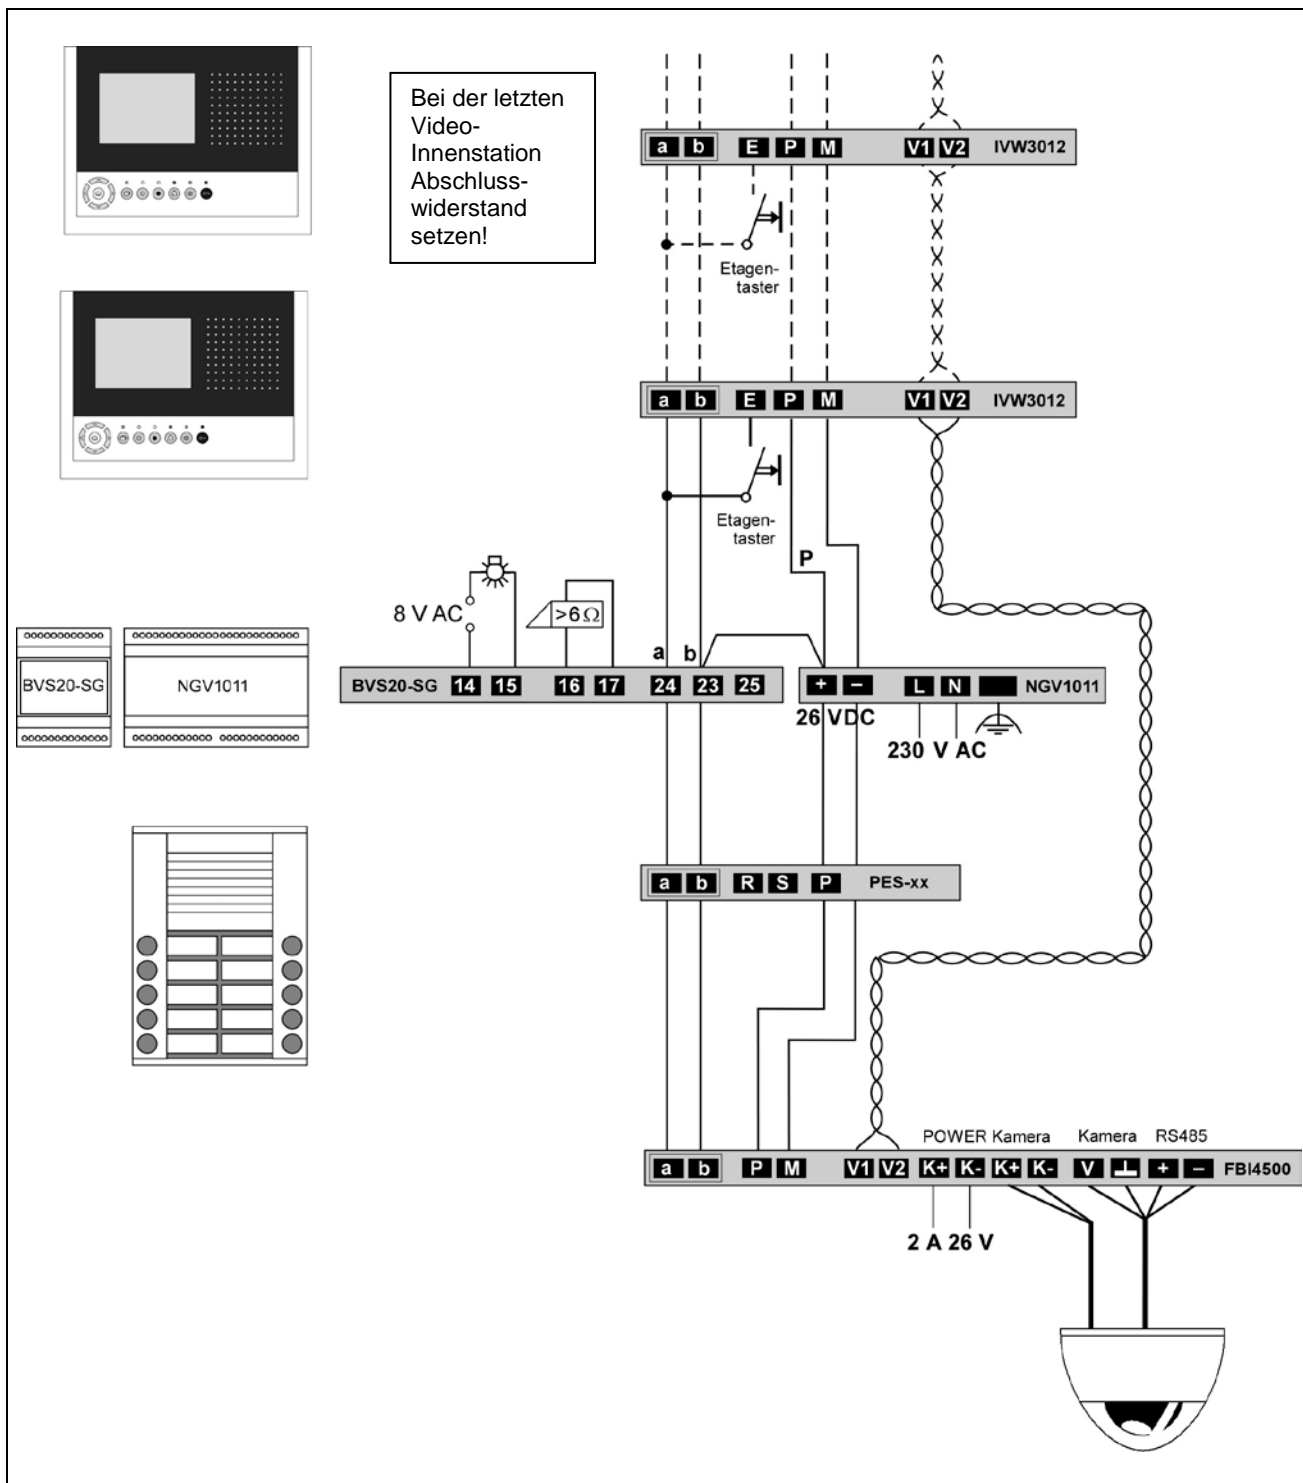 Bei der letzten
Video-
Innenstation
Abschluss-
widerstand
setzen!
a b E P M V1 V2 IVW3012
Etagen-
taster
a b E P M V1 V2 IVW3012
Etagen-
taster
P
8 V AC
>6Ω
a b
BVS20-SG
NGV1011
BVS20-SG 14 15 16 17 24 23 25
+ − L N NGV1011
26 VDC
230 V AC
a b R S P PES-xx
POWER Kamera Kamera RS485
a b P M V1 V2 K+ K- K+ K- V + − FBI4500
2 A 26 V